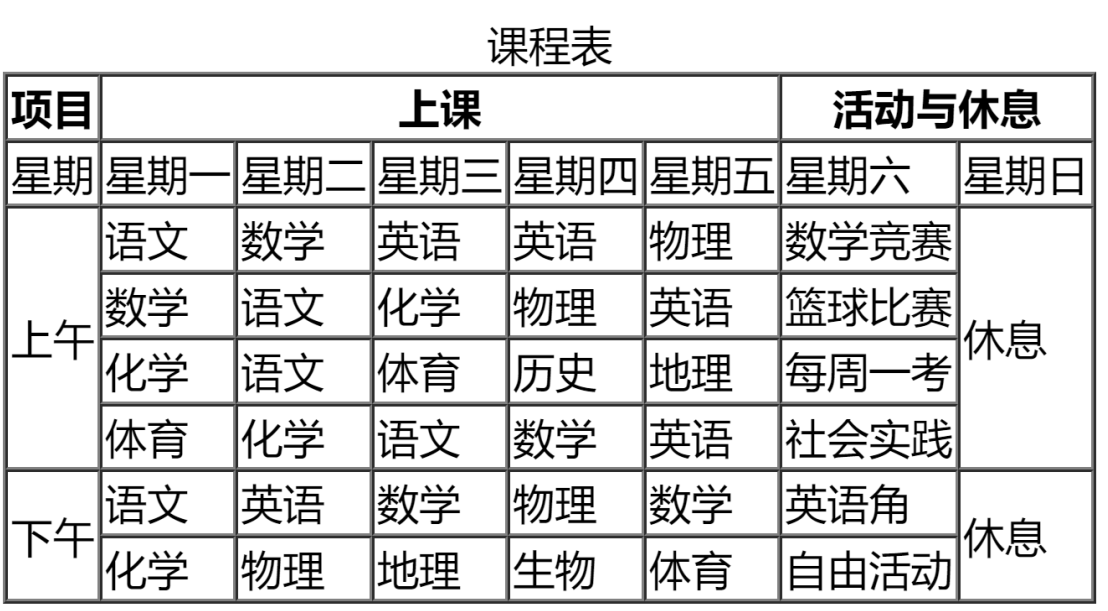 课程表
项目 上课 活动与休息
星期 星期一 星期二 星期三 星期四 星期五 星期六 星期日
语文 数学 英语 英语 物理 数学竞赛
数学 语文 化学 物理 英语 篮球比赛
上午 休息
化学 语文 体育 历史 地理 每周一考
体育 化学 语文 数学 英语 社会实践
语文 英语 数学 物理 数学 英语角
下午 休息
化学 物理 地理 生物 体育 自由活动